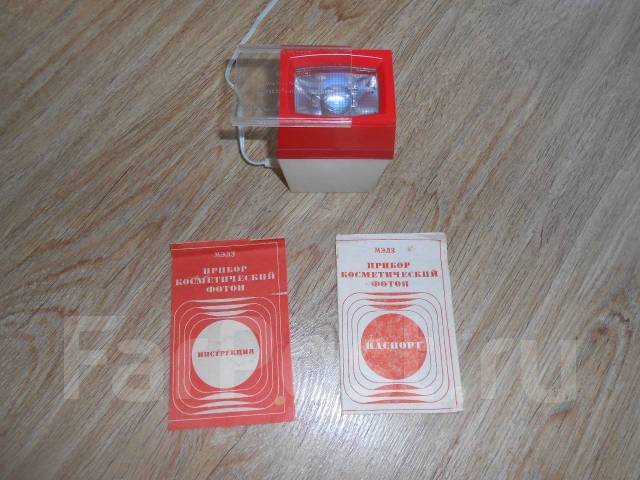 МЭЛЗ
ПРИБОР
КОСМЕТИЧЕСКИЙ
ФОТОН
ИНСТРУКЦИЯ
МЭЛЗ
ПРИБОР
КОСМЕТИЧЕСКИЙ
ФОТОН
ПАСПОРТ